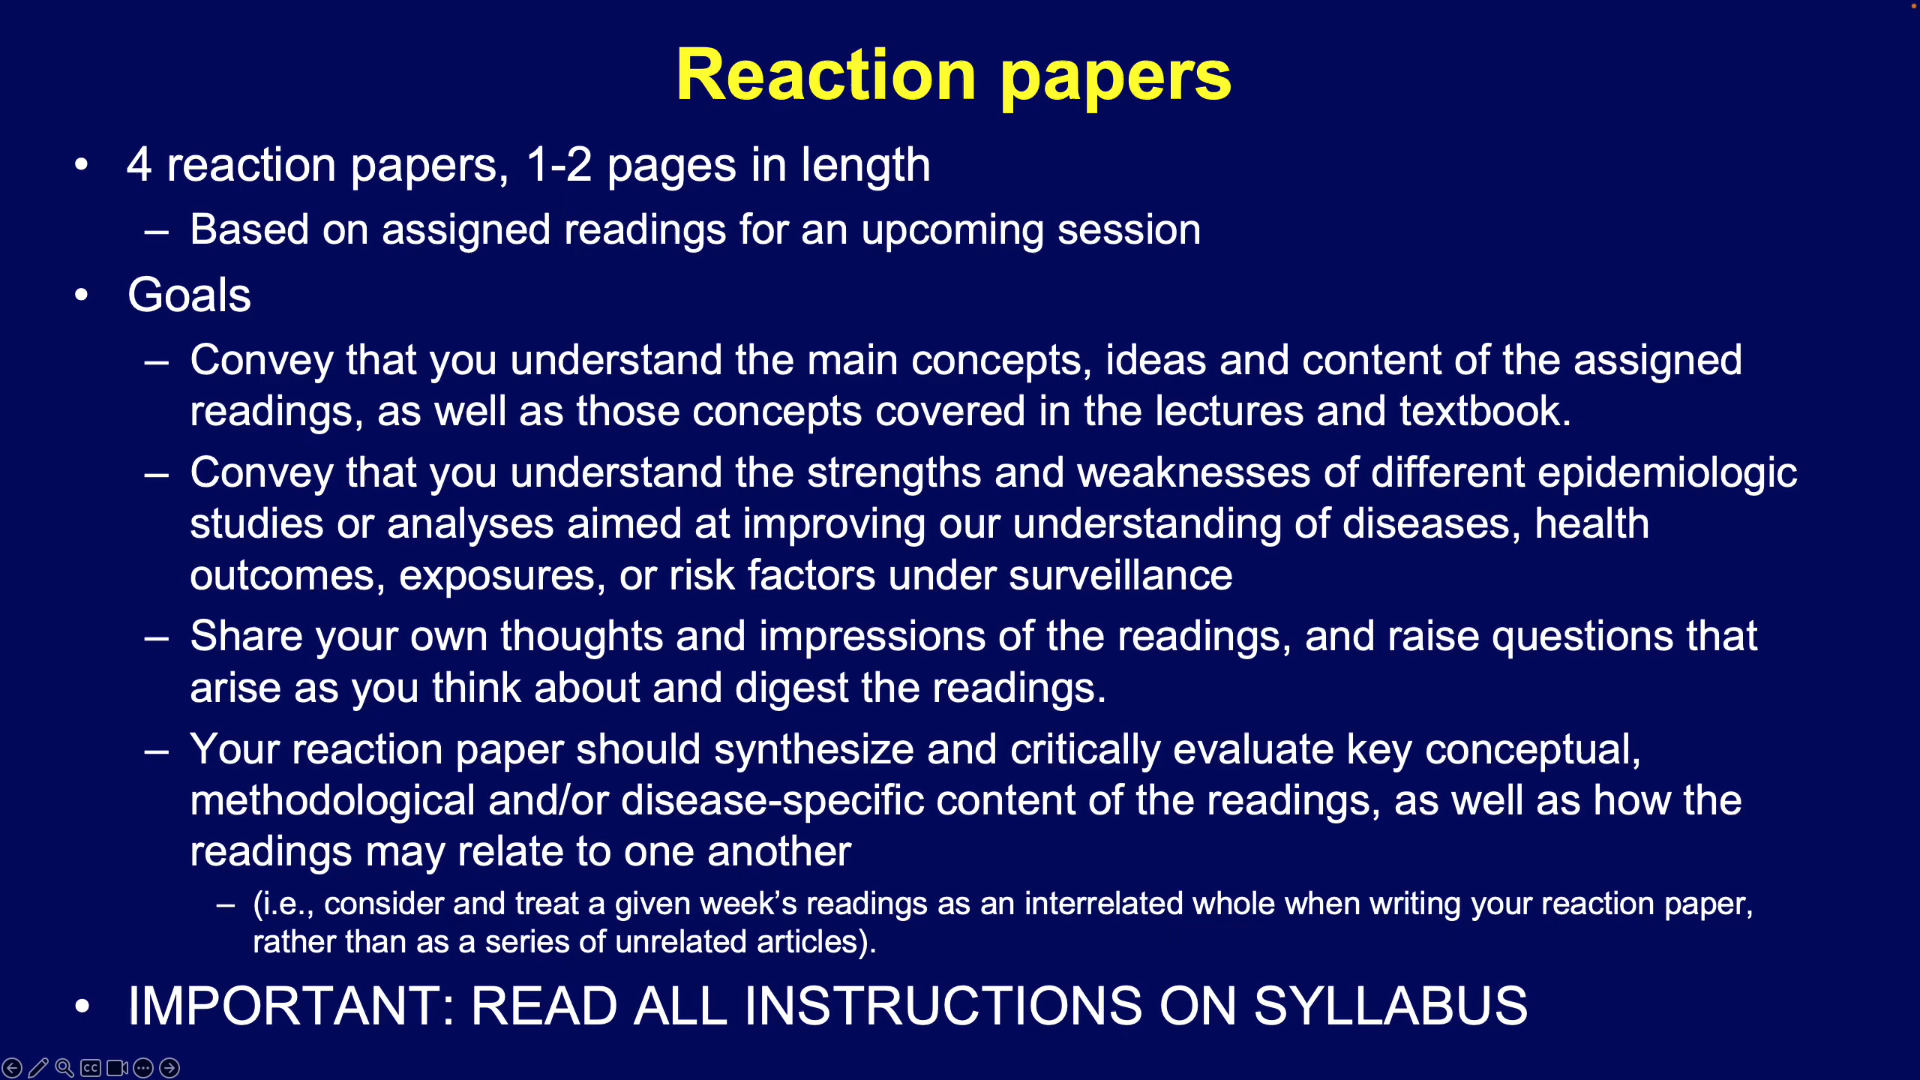 Reaction papers
• 4 reaction papers, 1-2 pages in length
– Based on assigned readings for an upcoming session
• Goals
– Convey that you understand the main concepts, ideas and content of the assigned
readings, as well as those concepts covered in the lectures and textbook.
– Convey that you understand the strengths and weaknesses of different epidemiologic
studies or analyses aimed at improving our understanding of diseases, health
outcomes, exposures, or risk factors under surveillance
– Share your own thoughts and impressions of the readings, and raise questions that
arise as you think about and digest the readings.
– Your reaction paper should synthesize and critically evaluate key conceptual,
methodological and/or disease-specific content of the readings, as well as how the
readings may relate to one another
– (i.e., consider and treat a given week’s readings as an interrelated whole when writing your reaction paper,
rather than as a series of unrelated articles).
• IMPORTANT: READ ALL INSTRUCTIONS ON SYLLABUS
CC